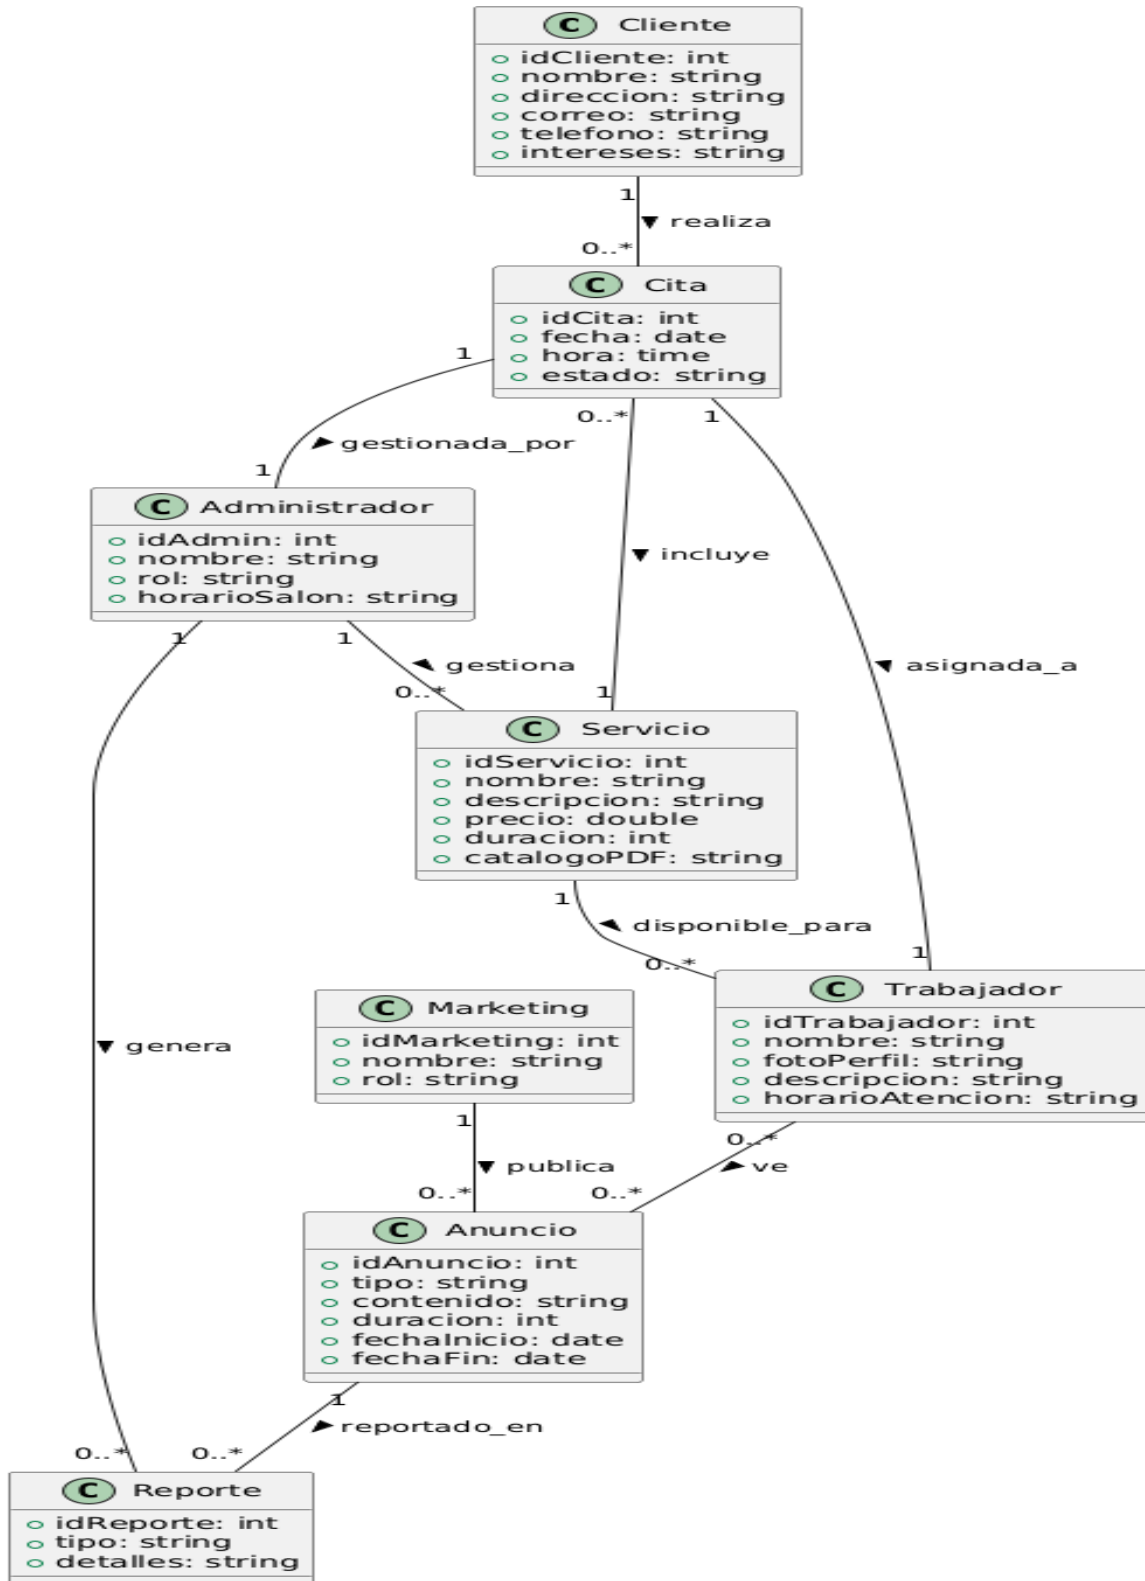 C Cliente
idCliente: int
nombre: string
direccion: string
correo: string
telefono: string
intereses: string
1
realiza
0..*
C Cita
idCita: int
fecha: date
hora: time
estado: string
1
0..*
1
gestionada_por
1
C Administrador
idAdmin: int
nombre: string
rol: string
horarioSalon: string
incluye
1
1
gestiona
asignada_a
0..*
1
C Servicio
idServicio: int
nombre: string
descripcion: string
precio: double
duracion: int
catalogoPDF: string
1
disponible_para
0..*
1
C Trabajador
idTrabajador: int
nombre: string
fotoPerfil: string
descripcion: string
horarioAtencion: string
C Marketing
idMarketing: int
nombre: string
rol: string
genera
1
publica
0..*
0..*
ve
0..*
C Anuncio
idAnuncio: int
tipo: string
contenido: string
duracion: int
fechaInicio: date
fechaFin: date
1
reportado_en
0..*
0..*
C Reporte
idReporte: int
tipo: string
detalles: string